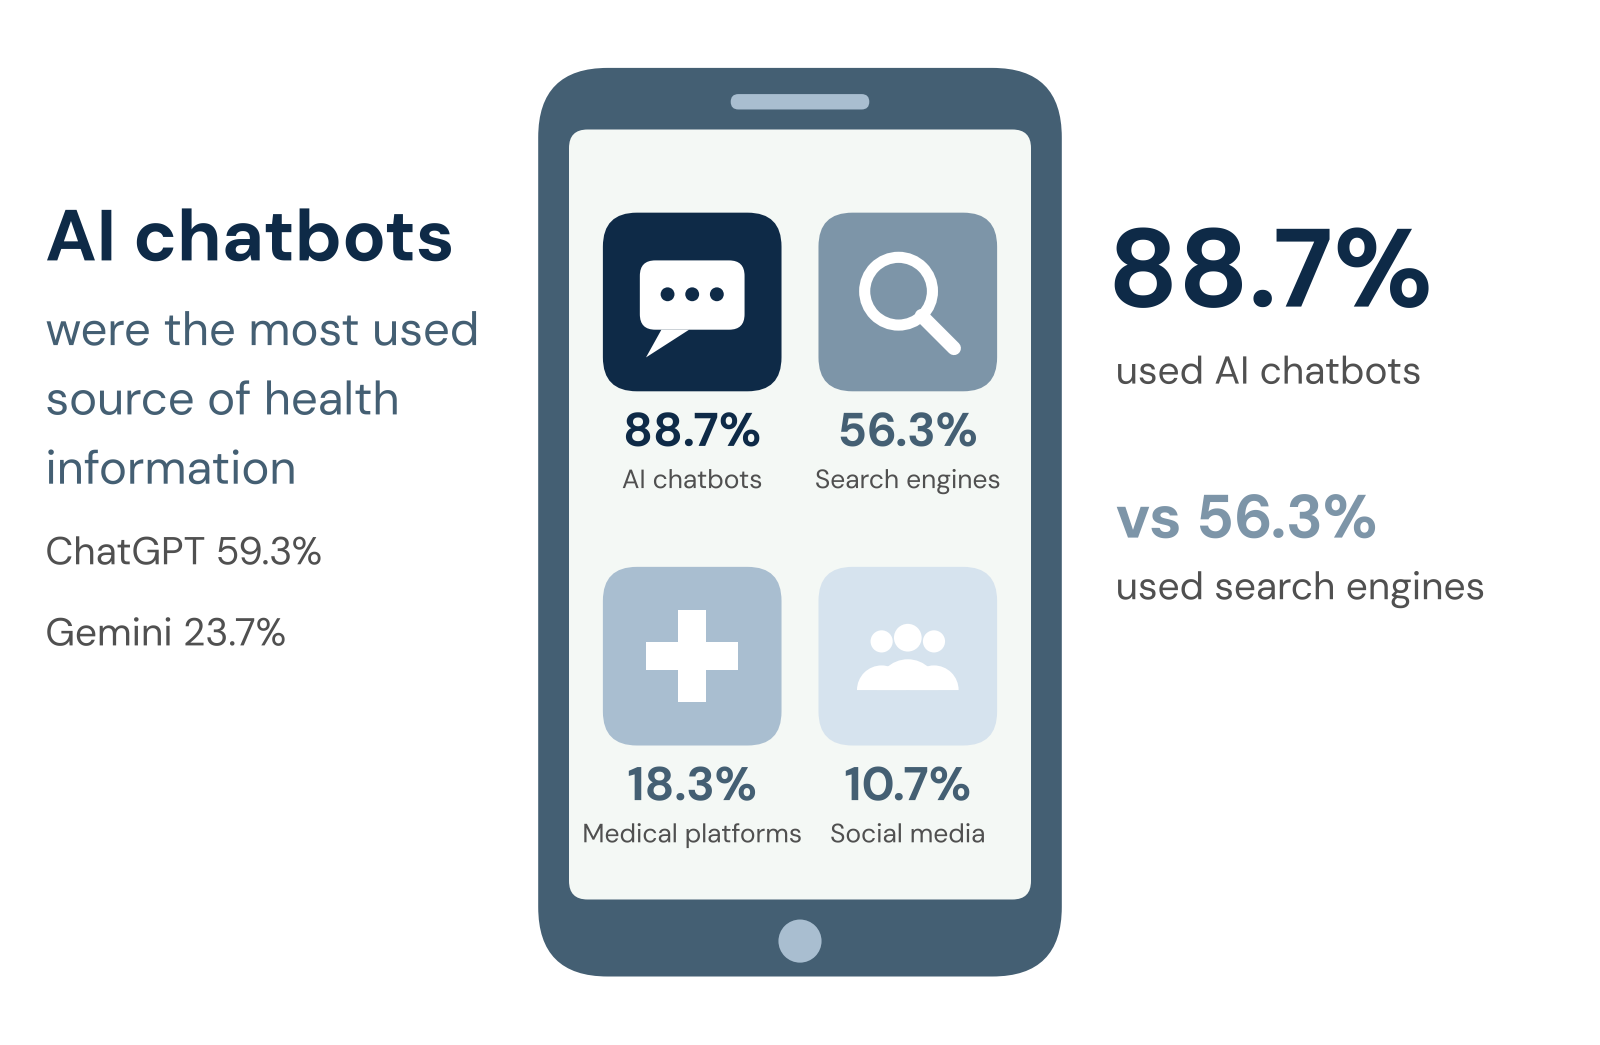 AI chatbots
were the most used
source of health
information
ChatGPT 59.3%
Gemini 23.7%
88.7%
AI chatbots
56.3%
Search engines
18.3%
Medical platforms
10.7%
Social media
88.7%
used AI chatbots
vs 56.3%
used search engines